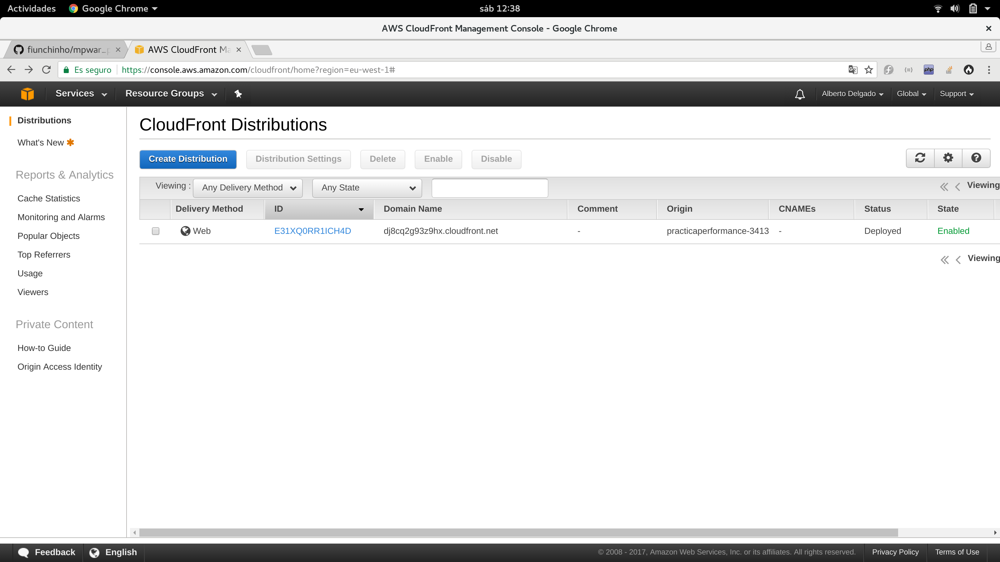 Actividades Google Chrome sáb 12:38
AWS CloudFront Management Console - Google Chrome
fiunchinho/mpwar_p AWS CloudFront Ma
Es seguro https://console.aws.amazon.com/cloudfront/home?region=eu-west-1#
php
Services Resource Groups Alberto Delgado Global Support
Distributions
What's New
Reports & Analytics
Cache Statistics
Monitoring and Alarms
Popular Objects
Top Referrers
Usage
Viewers
Private Content
How-to Guide
Origin Access Identity
CloudFront Distributions
Create Distribution Distribution Settings Delete Enable Disable
Viewing : Any Delivery Method Any State Viewing
Delivery Method ID Domain Name Comment Origin CNAMEs Status State
Web E31XQ0RR1ICH4D dj8cq2g93z9hx.cloudfront.net - practicaperformance-3413 - Deployed Enabled
Viewing
Feedback English © 2008 - 2017, Amazon Web Services, Inc. or its affiliates. All rights reserved. Privacy Policy Terms of Use